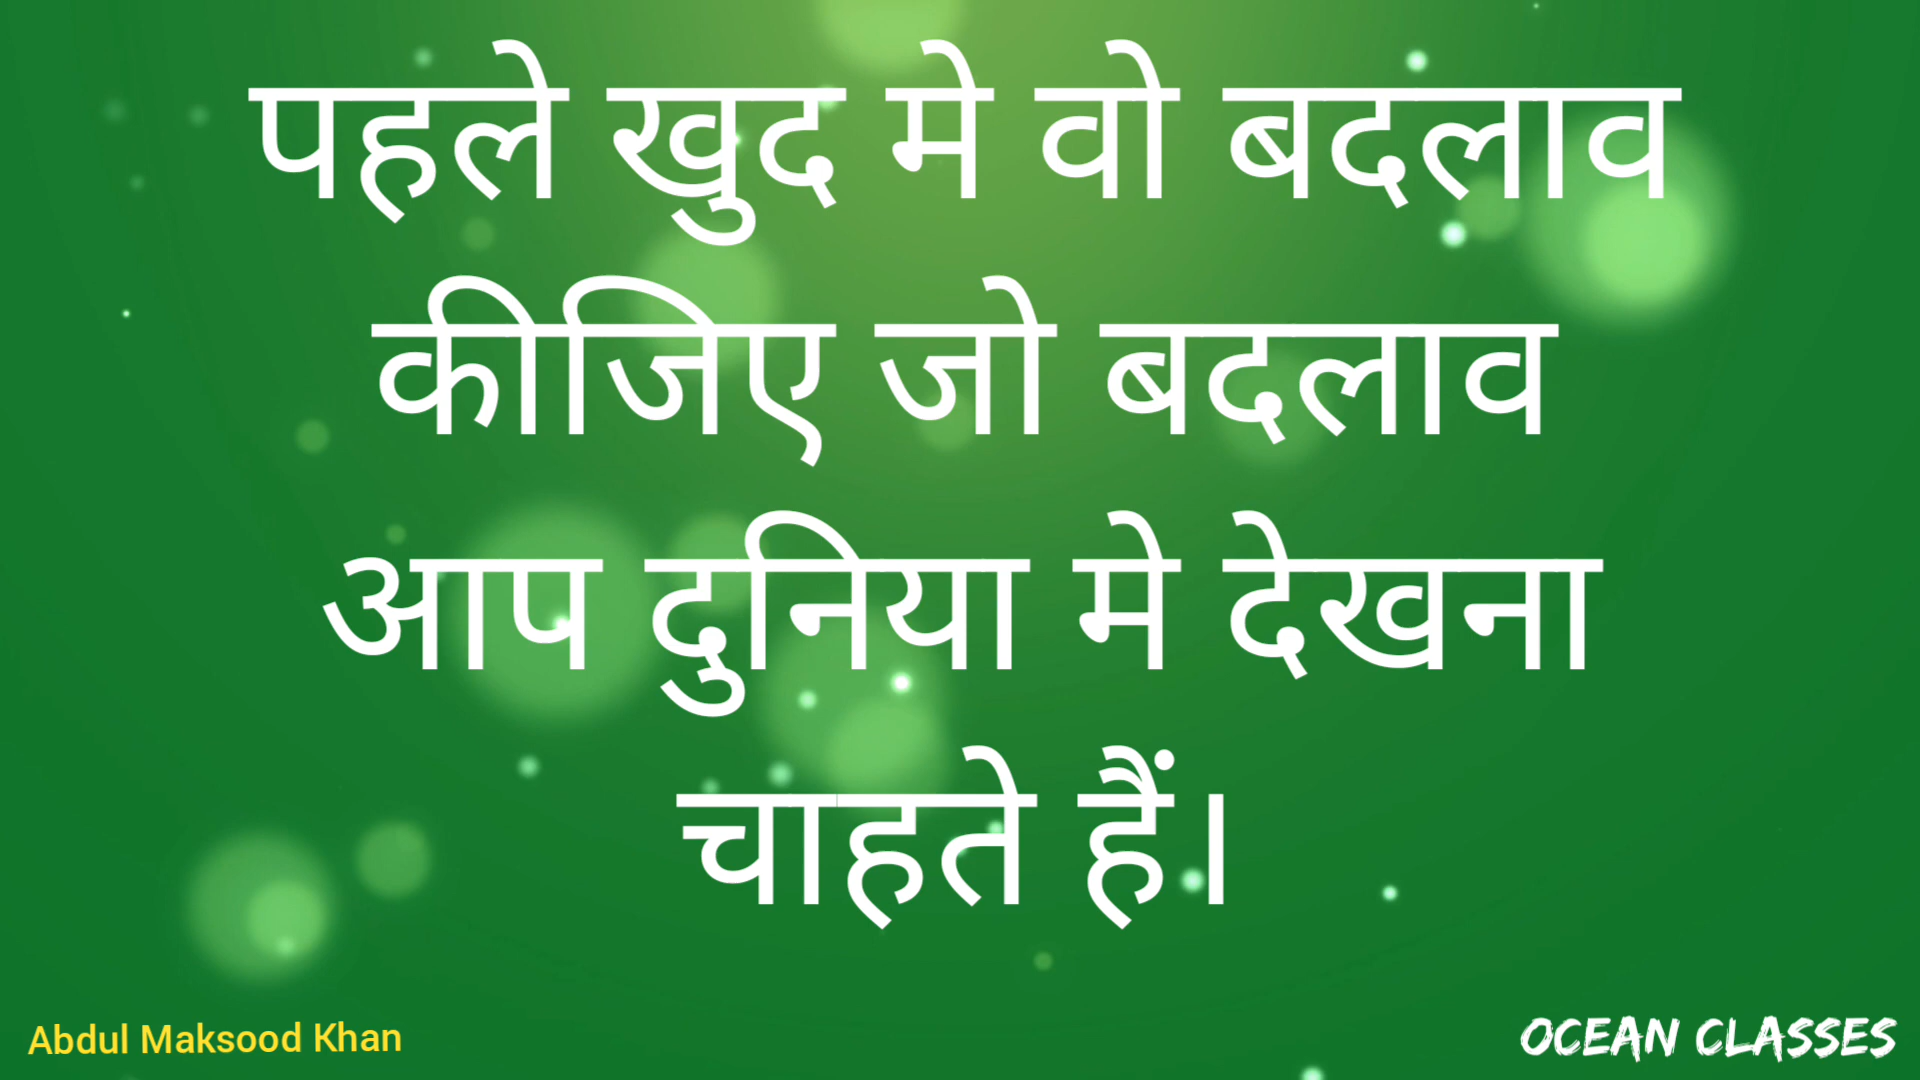 पहले खुद मे वो बदलाव
कीजिए जो बदलाव
आप दुनिया मे देखना
चाहते हैं।
Abdul Maksood Khan
OCEAN CLASSES